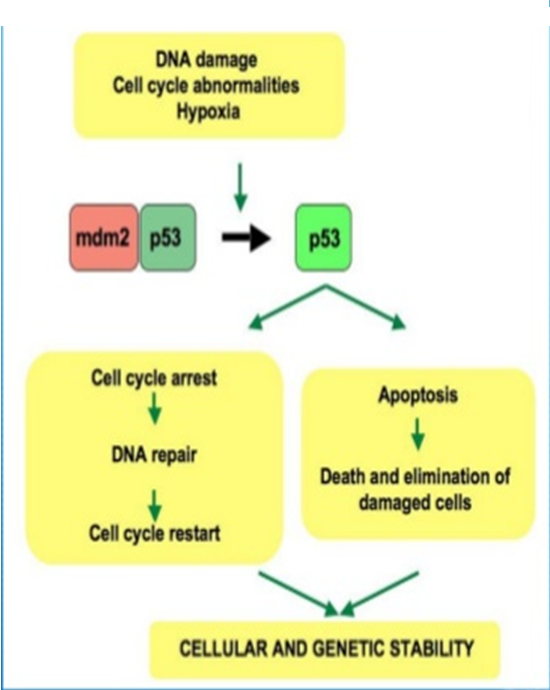 DNA damage
Cell cycle abnormalities
Hypoxia
mdm2 p53 p53
Cell cycle arrest
DNA repair
Cell cycle restart
Apoptosis
Death and elimination of
damaged cells
CELLULAR AND GENETIC STABILITY